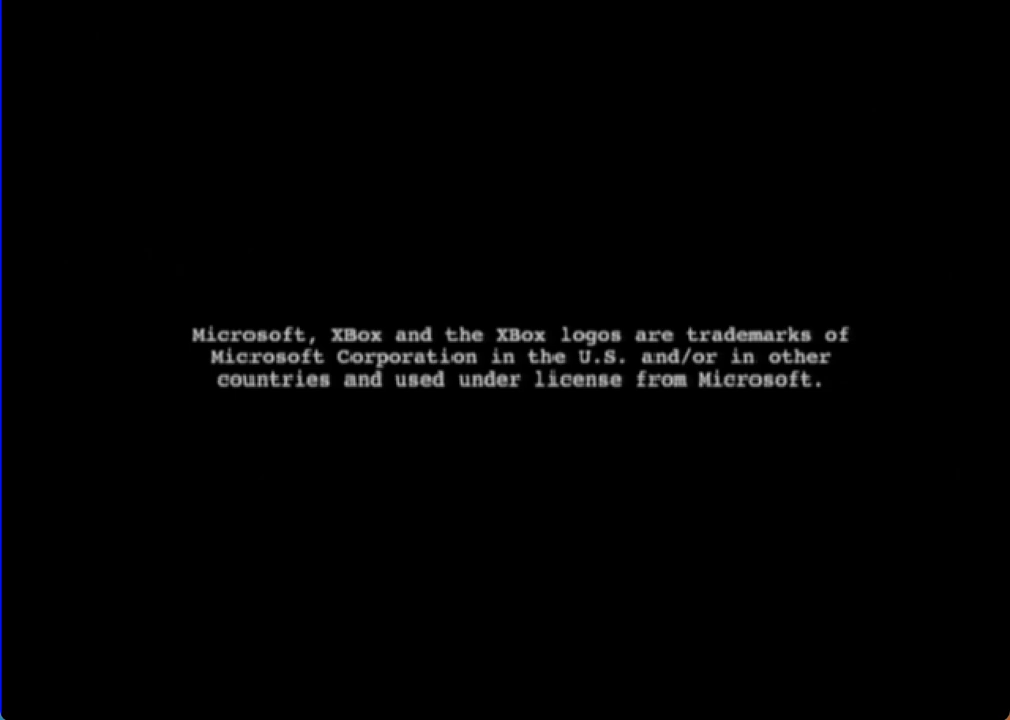 Microsoft, XBox and the XBox logos are trademarks of
Microsoft Corporation in the U.S. and/or in other
countries and used under license from Microsoft.